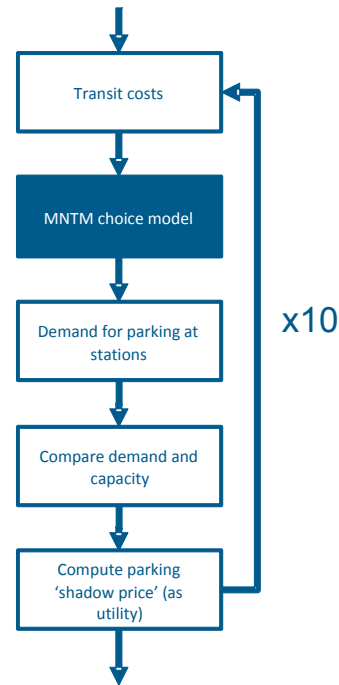 Transit costs
MNTM choice model
x10
Demand for parking at
stations
Compare demand and
capacity
Compute parking
‘shadow price’ (as
utility)